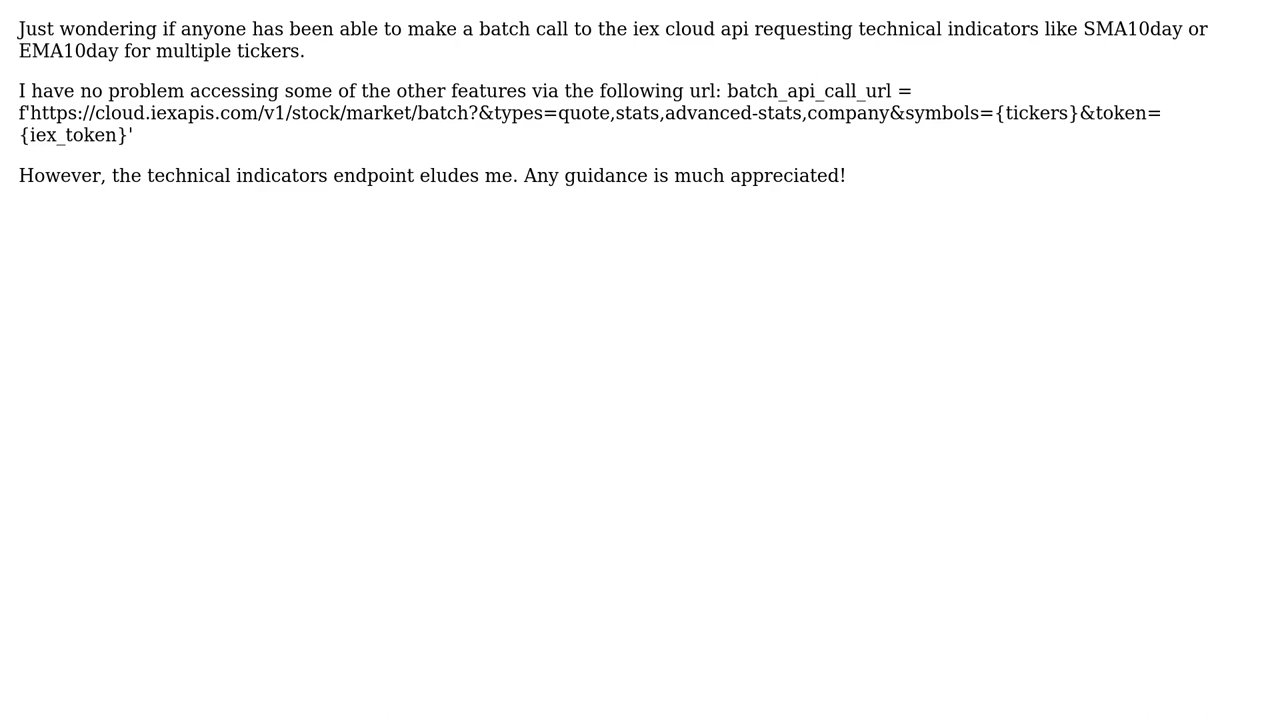 Just wondering if anyone has been able to make a batch call to the iex cloud api requesting technical indicators like SMA10day or
EMA10day for multiple tickers.
I have no problem accessing some of the other features via the following url: batch_api_call_url =
f'https://cloud.iexapis.com/v1/stock/market/batch?&types=quote,stats,advanced-stats,company&symbols={tickers}&token=
{iex_token}'
However, the technical indicators endpoint eludes me. Any guidance is much appreciated!